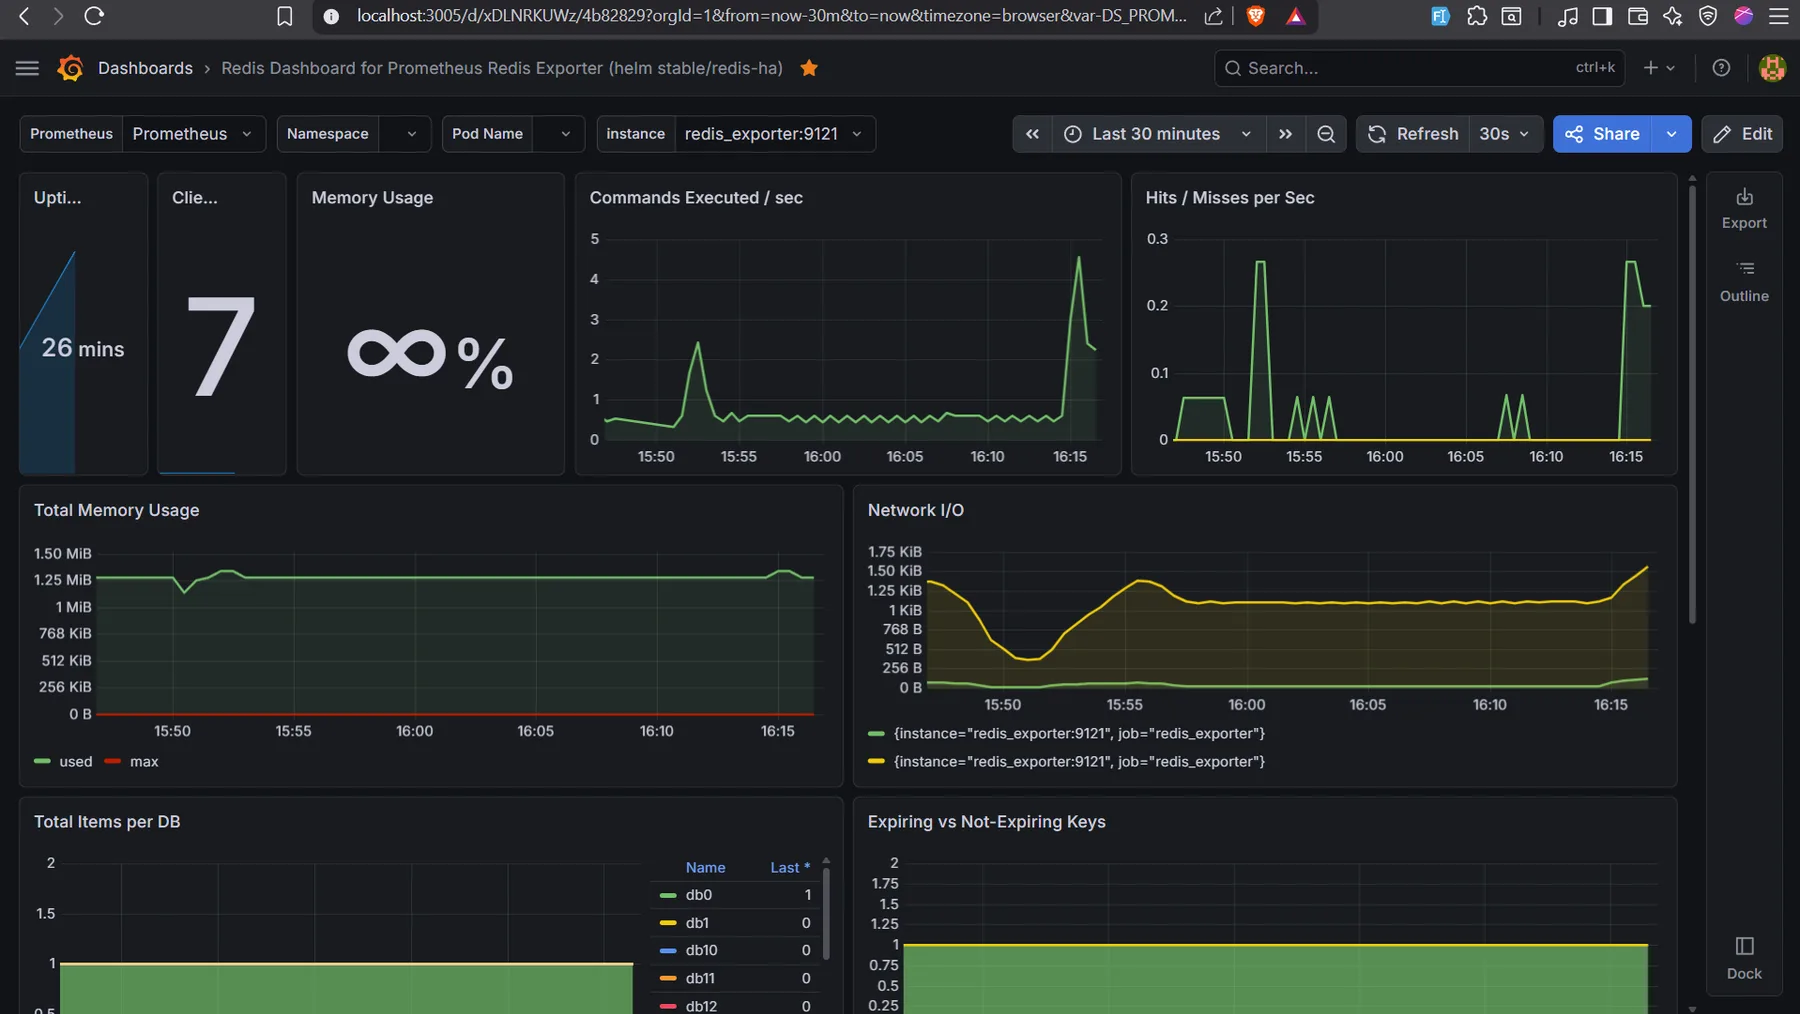 localhost:3005/d/xDLNRKUWz/4b82829?orgId=1&from=now-30m&to=now&timezone=browser&var-DS_PROM...
Dashboards › Redis Dashboard for Prometheus Redis Exporter (helm stable/redis-ha)
Search... ctrl+k
Prometheus Prometheus Namespace Pod Name instance redis_exporter:9121
Last 30 minutes Refresh 30s Share Edit
Upti...
26 mins
Clie...
7
Memory Usage
∞%
Commands Executed / sec
5
4
3
2
1
0
15:50 15:55 16:00 16:05 16:10 16:15
Hits / Misses per Sec
0.3
0.2
0.1
0
15:50 15:55 16:00 16:05 16:10 16:15
Export
Outline
Total Memory Usage
1.50 MiB
1.25 MiB
1 MiB
768 KiB
512 KiB
256 KiB
0 B
15:50 15:55 16:00 16:05 16:10 16:15
used max
Network I/O
1.75 KiB
1.50 KiB
1.25 KiB
1 KiB
768 B
512 B
256 B
0 B
15:50 15:55 16:00 16:05 16:10 16:15
{instance="redis_exporter:9121", job="redis_exporter"}
{instance="redis_exporter:9121", job="redis_exporter"}
Total Items per DB
2
1.5
1
0.5
Name Last *
db0 1
db1 0
db10 0
db11 0
db12 0
Expiring vs Not-Expiring Keys
2
1.75
1.5
1.25
1
0.75
0.5
0.25
Dock